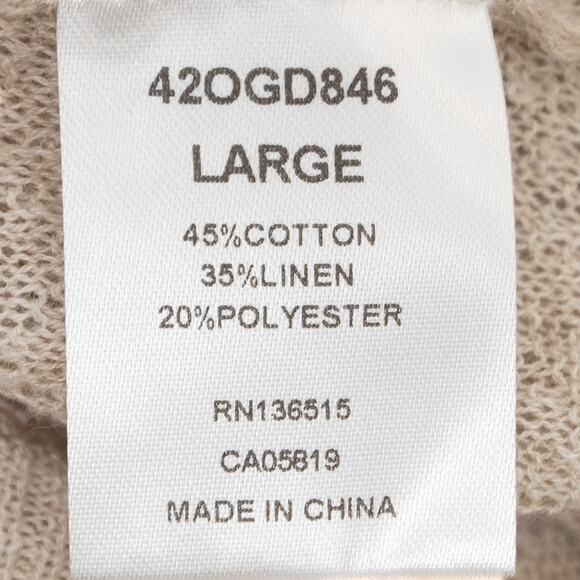 42OGD846
LARGE
45%COTTON
35%LINEN
20%POLYESTER
RN136515
CA05819
MADE IN CHINA